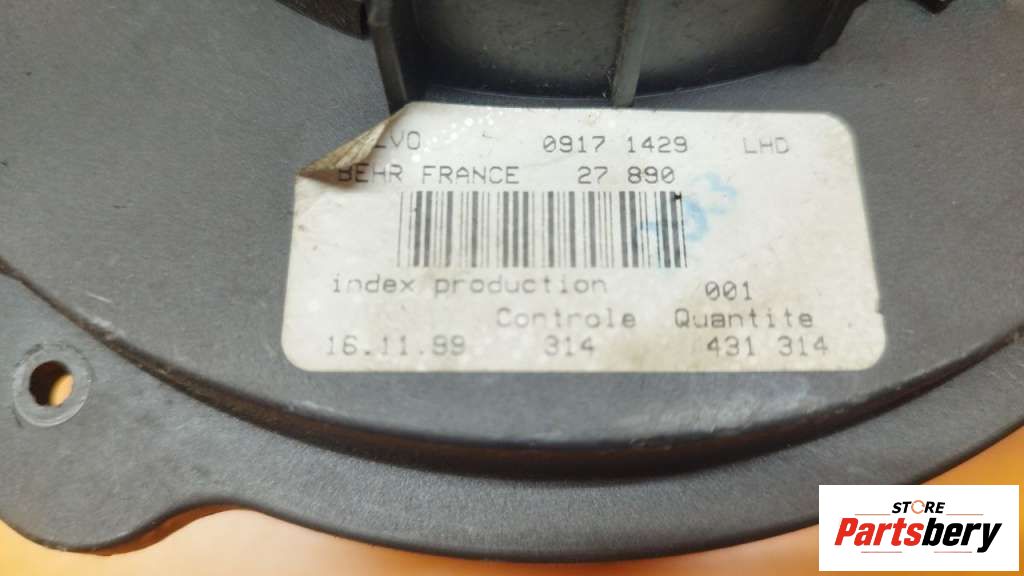 LVO 0917 1429 LHD
BEHR FRANCE 27 890
index production 001
Controle Quantite
16.11.99 314 431 314
STORE
Partsbery